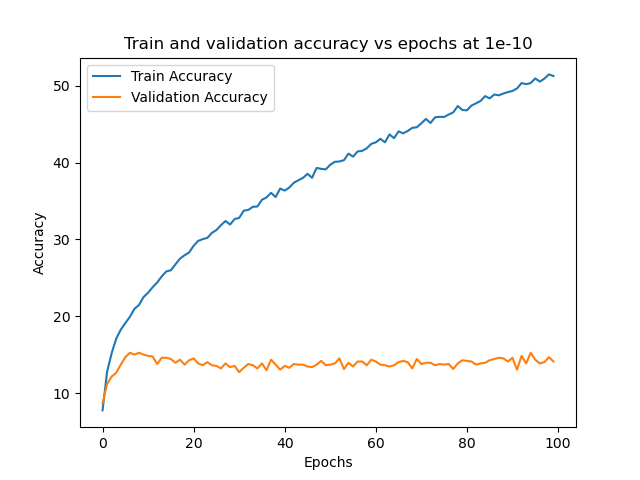 Train and validation accuracy vs epochs at 1e-10
Train Accuracy
Validation Accuracy
Accuracy
50
40
30
20
10
0
20
40
60
80
100
Epochs